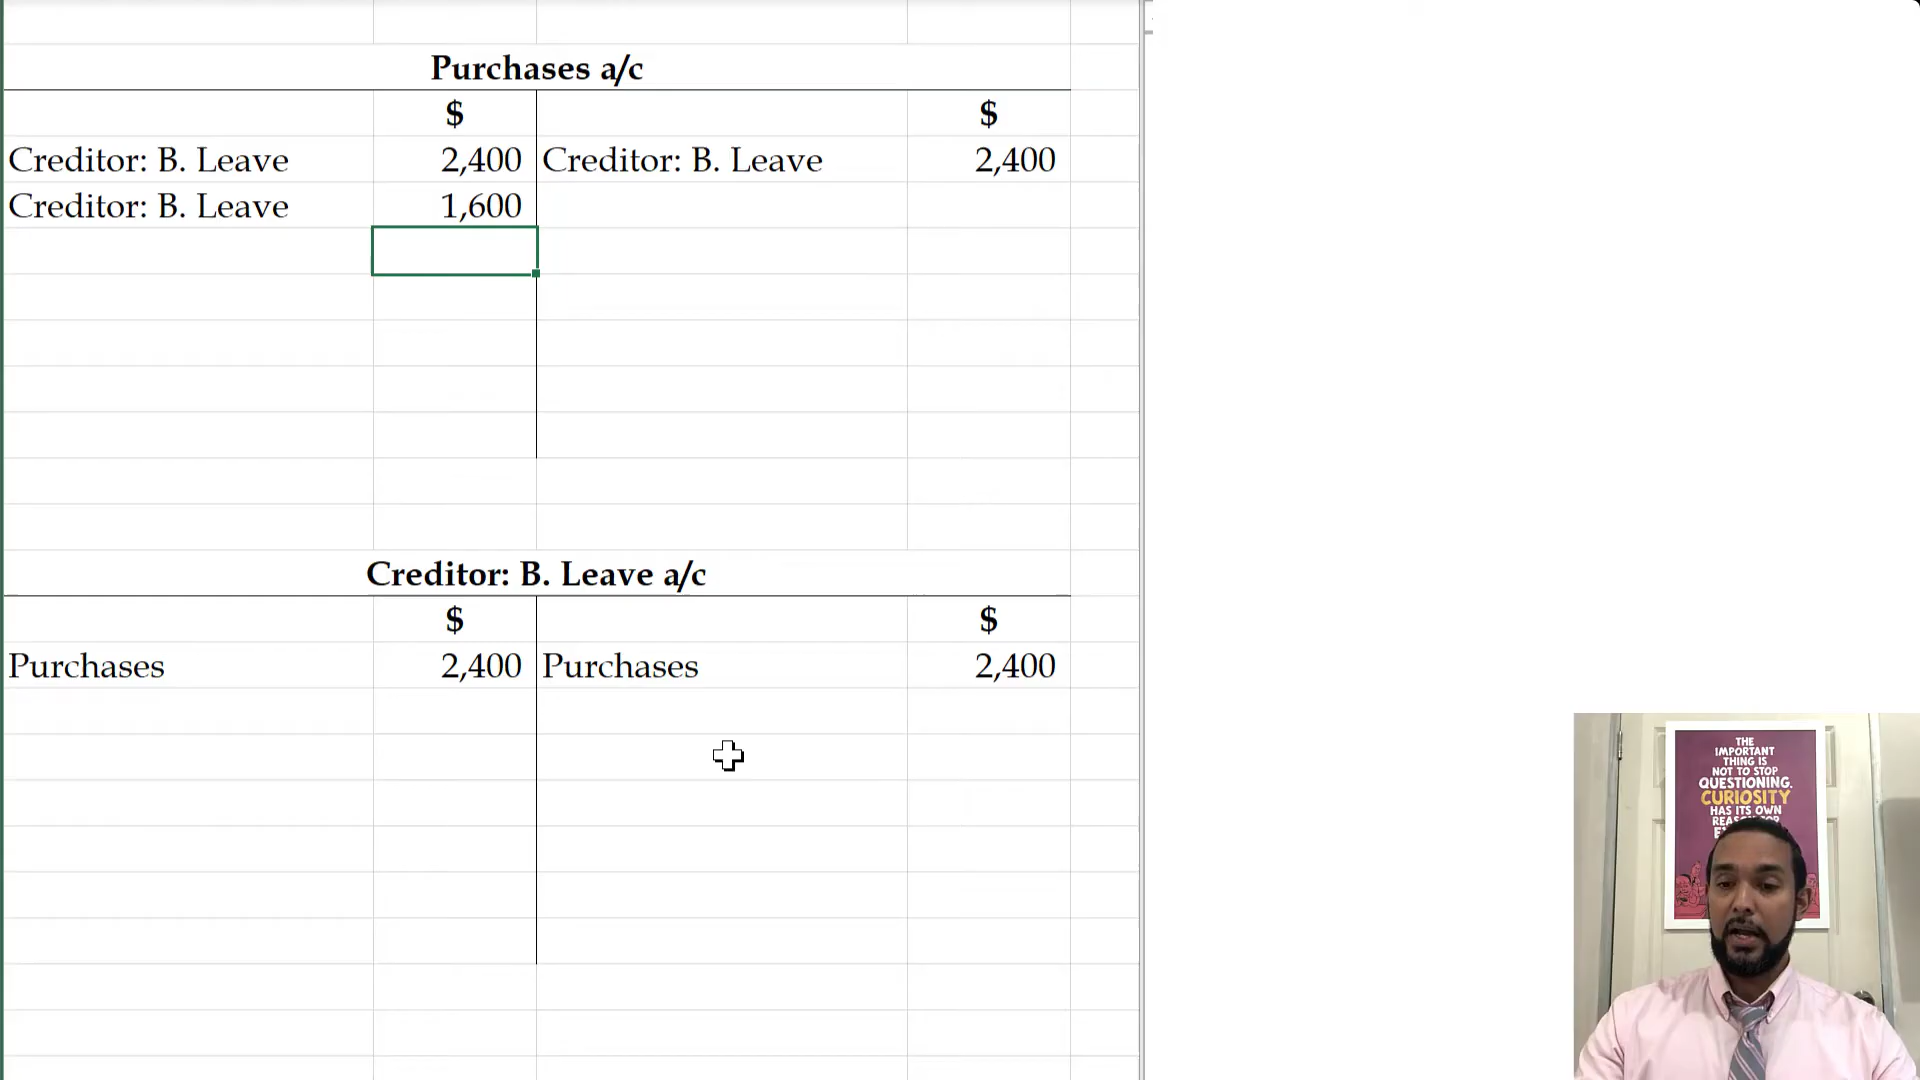 Purchases a/c
$ $
Creditor: B. Leave 2,400 Creditor: B. Leave 2,400
Creditor: B. Leave 1,600
Creditor: B. Leave a/c
$ $
Purchases 2,400 Purchases 2,400
THE
IMPORTANT
THING IS
NOT TO STOP
QUESTIONING.
CURIOSITY
HAS ITS OWN